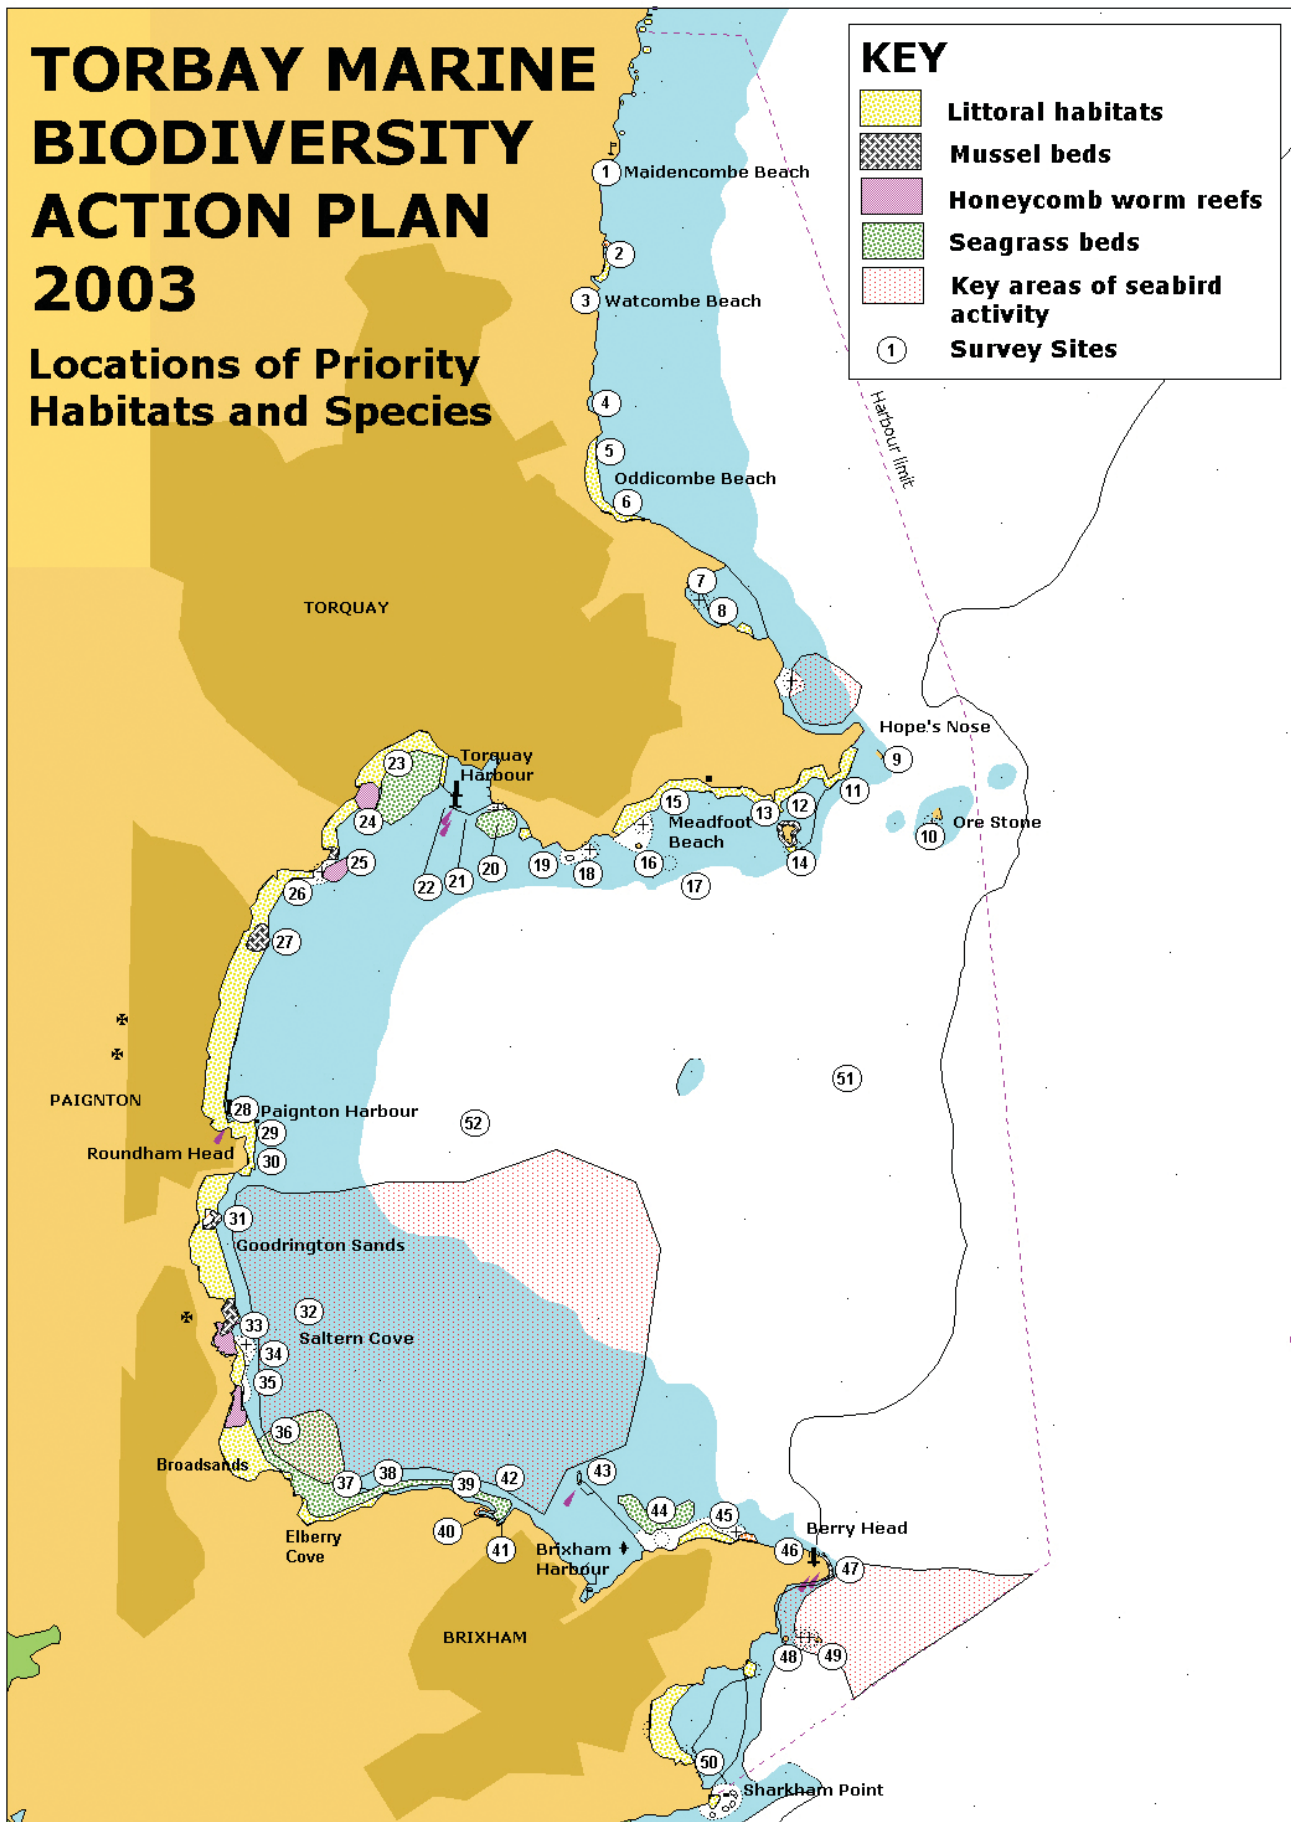 TORBAY MARINE
BIODIVERSITY
ACTION PLAN
2003
Locations of Priority
Habitats and Species
KEY
Littoral habitats
Mussel beds
Honeycomb worm reefs
Seagrass beds
Key areas of seabird
activity
1 Survey Sites
1 Maidencombe Beach
2
3 Watcombe Beach
4
Harbour limit
5
Oddicombe Beach
6
7
8
TORQUAY
Hope's Nose
9
Torquay
Harbour
23
24
15
Meadfoot
Beach
13
12
11
10
Ore Stone
14
25
26
22
21
20
19
18
16
17
27
51
52
PAIGNTON
28 Paignton Harbour
29
Roundham Head
30
31
Goodrington Sands
32
33
Saltern Cove
34
35
36
Broadsands
37
38
39
42
43
44
45
40
41
Elberry
Cove
Brixham
Harbour
Berry Head
46
47
BRIXHAM
48
49
50
Sharkham Point